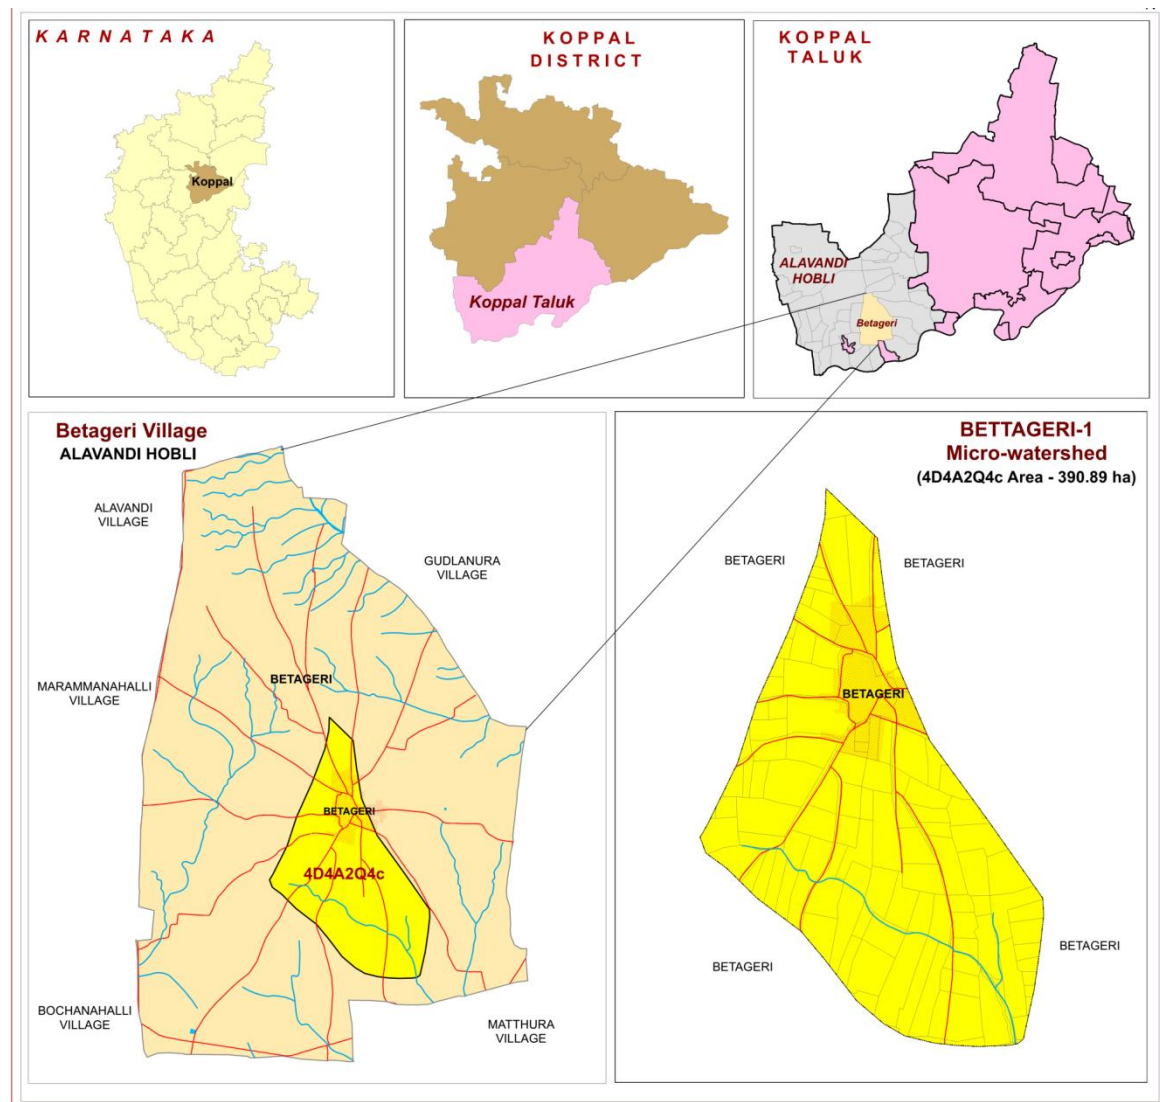 KARNATAKA
Koppal
KOPPAL
DISTRICT
Koppal Taluk
KOPPAL
TALUK
ALAVANDI
HOBLI
Betageri
Betageri Village
ALAVANDI HOBLI
ALAVANDI
VILLAGE
GUDLANURA
VILLAGE
BETAGERI
MARAMMANAHALLI
VILLAGE
BETAGERI
4D4A2Q4c
BOCHANAHALLI
VILLAGE
MATTHURA
VILLAGE
BETTAGERI-1
Micro-watershed
(4D4A2Q4c Area - 390.89 ha)
BETAGERI
BETAGERI
BETAGERI
BETAGERI
BETAGERI